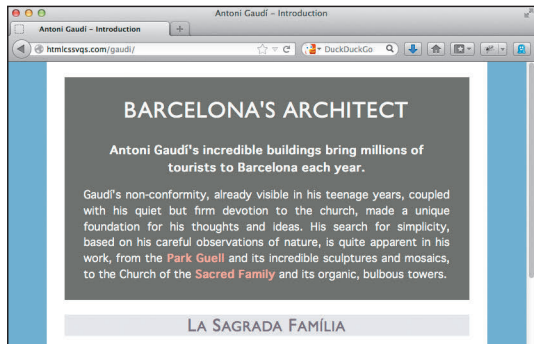 Antoni Gaudí – Introduction
Antoni Gaudí – Introduction
htmlcssvqs.com/gaudi/
DuckDuckGo
BARCELONA'S ARCHITECT
Antoni Gaudí's incredible buildings bring millions of
tourists to Barcelona each year.
Gaudí's non-conformity, already visible in his teenage years, coupled
with his quiet but firm devotion to the church, made a unique
foundation for his thoughts and ideas. His search for simplicity,
based on his careful observations of nature, is quite apparent in his
work, from the Park Guell and its incredible sculptures and mosaics,
to the Church of the Sacred Family and its organic, bulbous towers.
LA SAGRADA FAMÍLIA